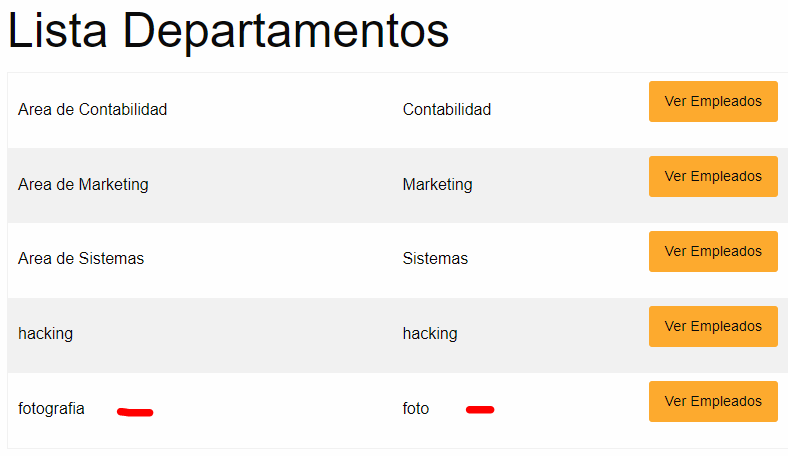 Lista Departamentos
Area de Contabilidad Contabilidad Ver Empleados
Area de Marketing Marketing Ver Empleados
Area de Sistemas Sistemas Ver Empleados
hacking hacking Ver Empleados
fotografia foto Ver Empleados